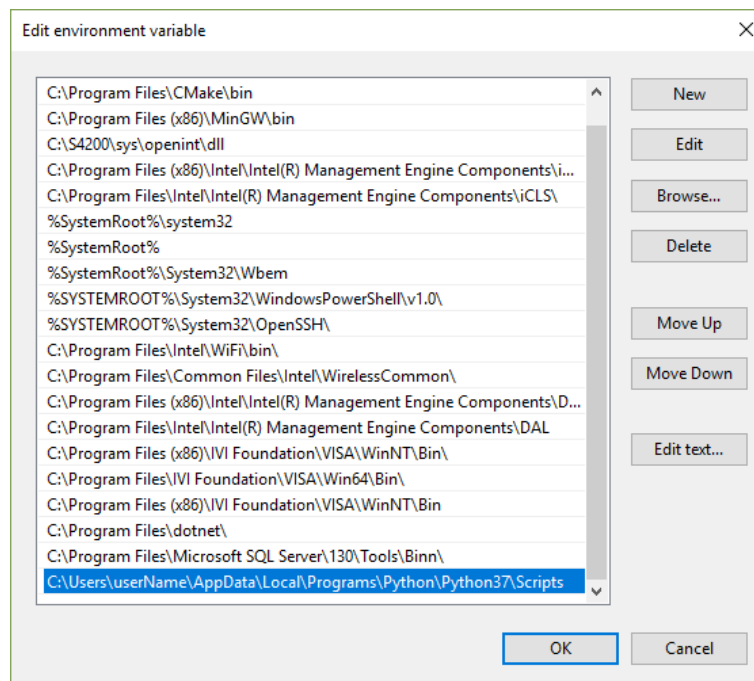 Edit environment variable
C:\Program Files\CMake\bin
C:\Program Files (x86)\MinGW\bin
C:\S4200\sys\openint\dll
C:\Program Files (x86)\Intel\Intel(R) Management Engine Components\i...
C:\Program Files\Intel\Intel(R) Management Engine Components\iCLS\
%SystemRoot%\system32
%SystemRoot%
%SystemRoot%\System32\Wbem
%SYSTEMROOT%\System32\WindowsPowerShell\v1.0\
%SYSTEMROOT%\System32\OpenSSH\
C:\Program Files\Intel\WiFi\bin\
C:\Program Files\Common Files\Intel\WirelessCommon\
C:\Program Files (x86)\Intel\Intel(R) Management Engine Components\D...
C:\Program Files\Intel\Intel(R) Management Engine Components\DAL
C:\Program Files (x86)\IVI Foundation\VISA\WinNT\Bin\
C:\Program Files\IVI Foundation\VISA\Win64\Bin\
C:\Program Files (x86)\IVI Foundation\VISA\WinNT\Bin
C:\Program Files\dotnet\
C:\Program Files\Microsoft SQL Server\130\Tools\Binn\
C:\Users\userName\AppData\Local\Programs\Python\Python37\Scripts
New
Edit
Browse...
Delete
Move Up
Move Down
Edit text...
OK
Cancel